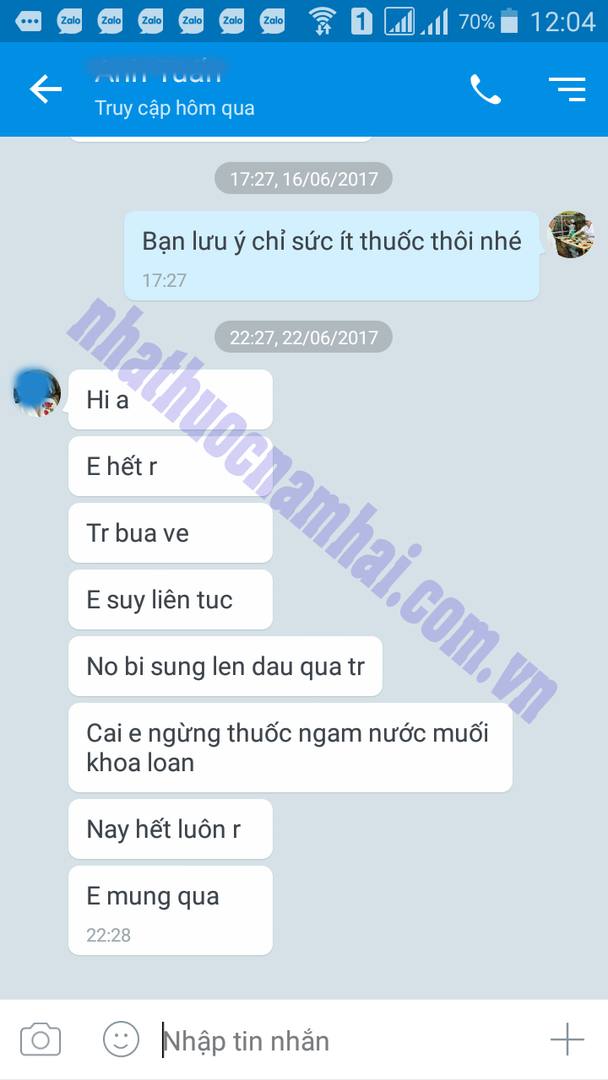 Zalo Zalo Zalo Zalo Zalo Zalo 1 70% 12:04
Anh Tuấn
Truy cập hôm qua
17:27, 16/06/2017
Bạn lưu ý chỉ sức ít thuốc thôi nhé
17:27
22:27, 22/06/2017
Hi a
E hết r
Tr bua ve
E suy liên tuc
No bi sung len dau qua tr
Cai e ngừng thuốc ngam nước muối
khoa loan
Nay hết luôn r
E mung qua
22:28
Nhập tin nhắn
nhathuocnamhai.com.vn